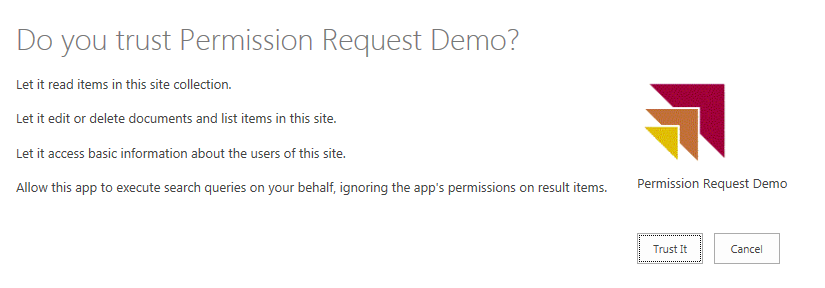 Do you trust Permission Request Demo?
Let it read items in this site collection.
Let it edit or delete documents and list items in this site.
Let it access basic information about the users of this site.
Allow this app to execute search queries on your behalf, ignoring the app's permissions on result items.
Permission Request Demo
Trust It
Cancel